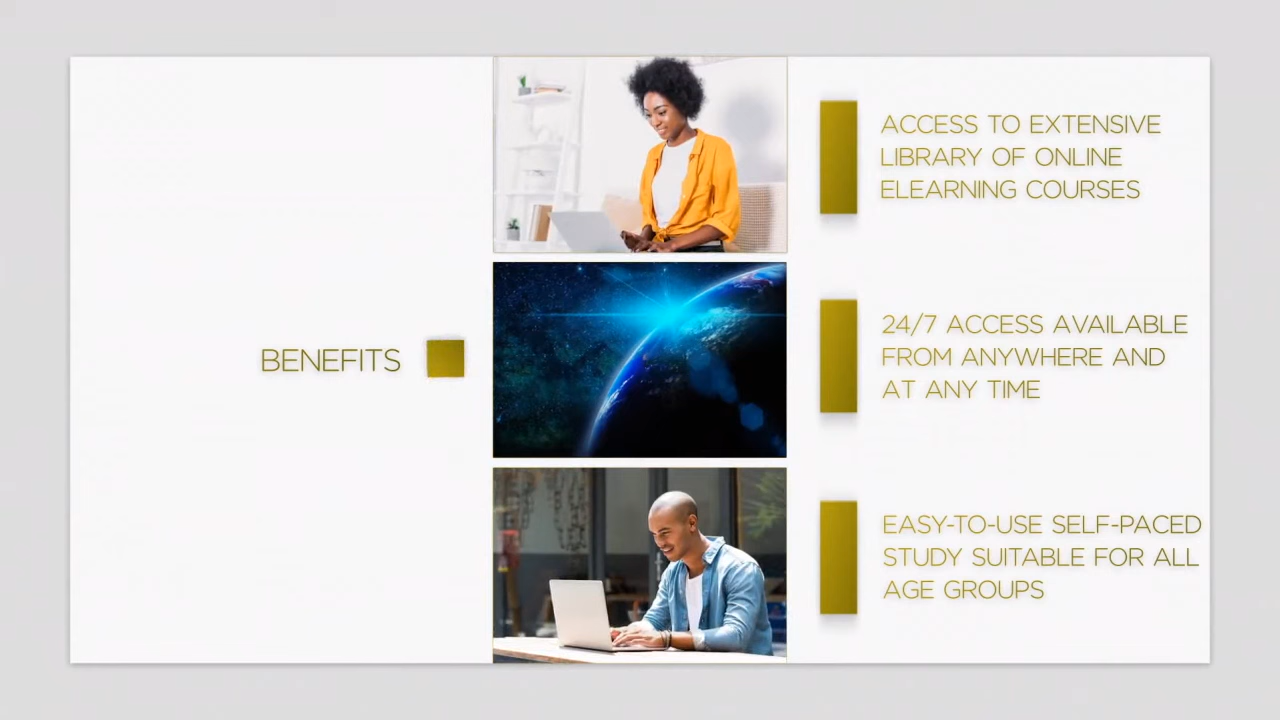 BENEFITS
ACCESS TO EXTENSIVE
LIBRARY OF ONLINE
ELEARNING COURSES
24/7 ACCESS AVAILABLE
FROM ANYWHERE AND
AT ANY TIME
EASY-TO-USE SELF-PACED
STUDY SUITABLE FOR ALL
AGE GROUPS